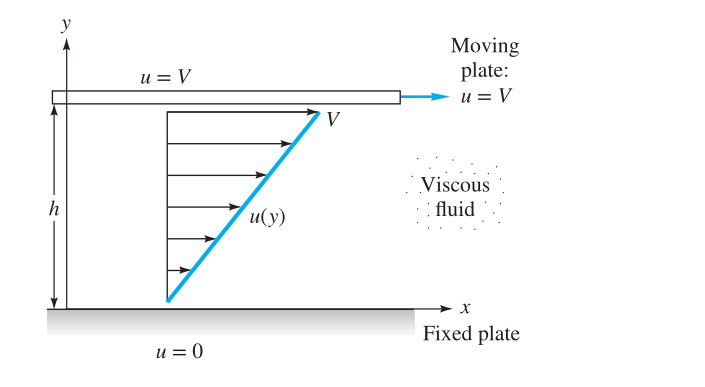 y
u = V
Moving
plate:
u = V
V
h
u(y)
Viscous
fluid
x
Fixed plate
u = 0